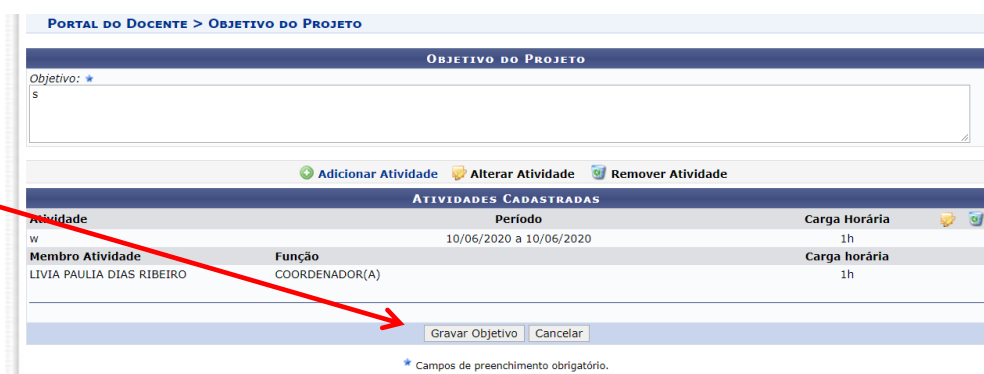 PORTAL DO DOCENTE > OBJETIVO DO PROJETO
OBJETIVO DO PROJETO
Objetivo:
s
Adicionar Atividade Alterar Atividade Remover Atividade
ATIVIDADES CADASTRADAS
Atividade Período Carga Horária
w 10/06/2020 a 10/06/2020 1h
Membro Atividade Função Carga horária
LIVIA PAULIA DIAS RIBEIRO COORDENADOR(A) 1h
Gravar Objetivo Cancelar
Campos de preenchimento obrigatório.